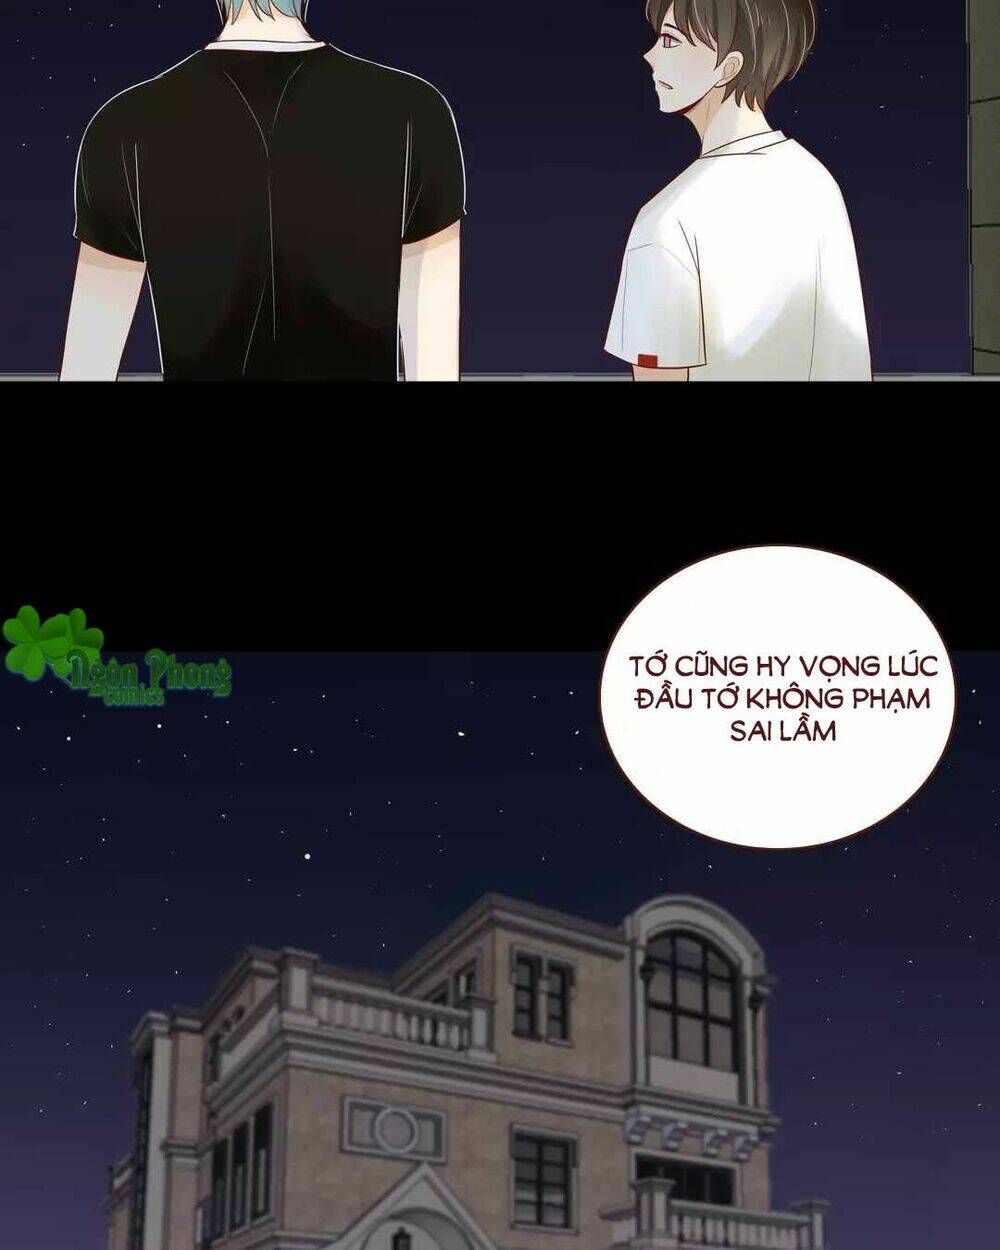 Ngôn Phong
comics
TỚ CŨNG HY VỌNG LÚC
ĐẦU TỚ KHÔNG PHẠM
SAI LẦM